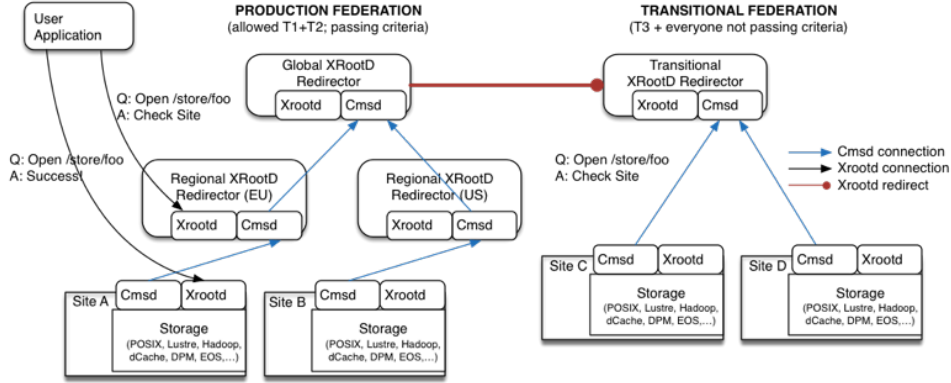 PRODUCTION FEDERATION
(allowed T1+T2; passing criteria)
TRANSITIONAL FEDERATION
(T3 + everyone not passing criteria)
User
Application
Global XRootD
Redirector
Xrootd
Cmsd
Transitional
XRootD Redirector
Xrootd
Cmsd
Q: Open /store/foo
A: Check Site
Q: Open /store/foo
A: Success!
Q: Open /store/foo
A: Check Site
Cmsd connection
Xrootd connection
Xrootd redirect
Regional XRootD
Redirector (EU)
Xrootd
Cmsd
Regional XRootD
Redirector (US)
Xrootd
Cmsd
Site A
Cmsd
Xrootd
Storage
(POSIX, Lustre, Hadoop,
dCache, DPM, EOS,...)
Site B
Cmsd
Xrootd
Storage
(POSIX, Lustre, Hadoop,
dCache, DPM, EOS,...)
Site C
Cmsd
Xrootd
Storage
(POSIX, Lustre, Hadoop,
dCache, DPM, EOS,...)
Site D
Cmsd
Xrootd
Storage
(POSIX, Lustre, Hadoop,
dCache, DPM, EOS,...)